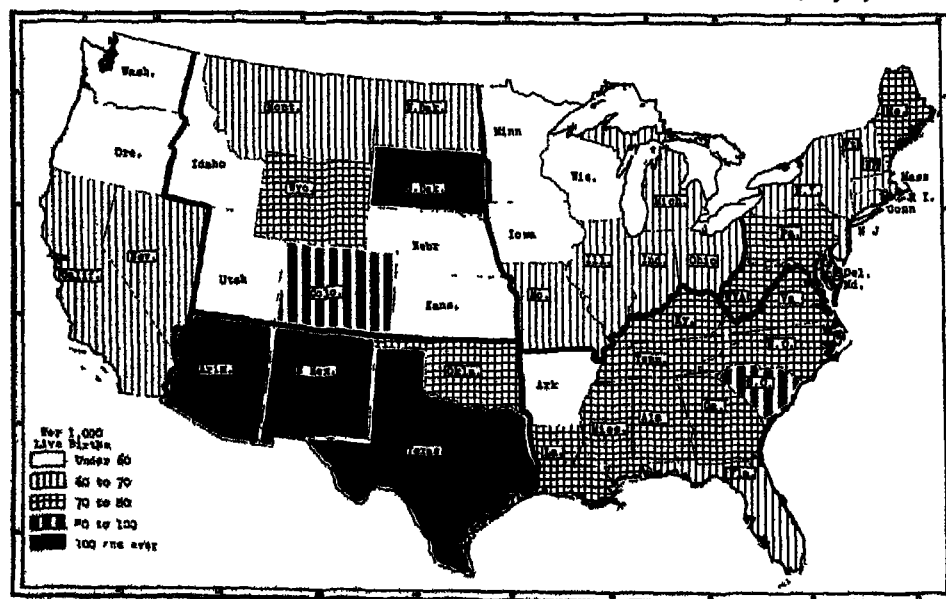 Wash.
Mont.
N.Dak.
Minn
Me.
Ore.
Idaho
Wyo.
S.Dak.
Wis.
Mich.
N.Y.
Mass
R I.
Conn
N J
Pa.
Nebr
Iowa
Calif.
Nev.
Utah
Colo.
Ill.
Ind.
Ohio
Del.
Md.
Kans.
Mo.
W.VA
Va.
Ky.
N.C.
Tenn.
Ariz.
N Mex.
Okla.
Ark
S.C.
Miss.
Ala.
Ga.
Texas
La.
Fla.
Per 1,000
Live Births
Under 60
60 to 70
70 to 80
80 to 100
100 and over